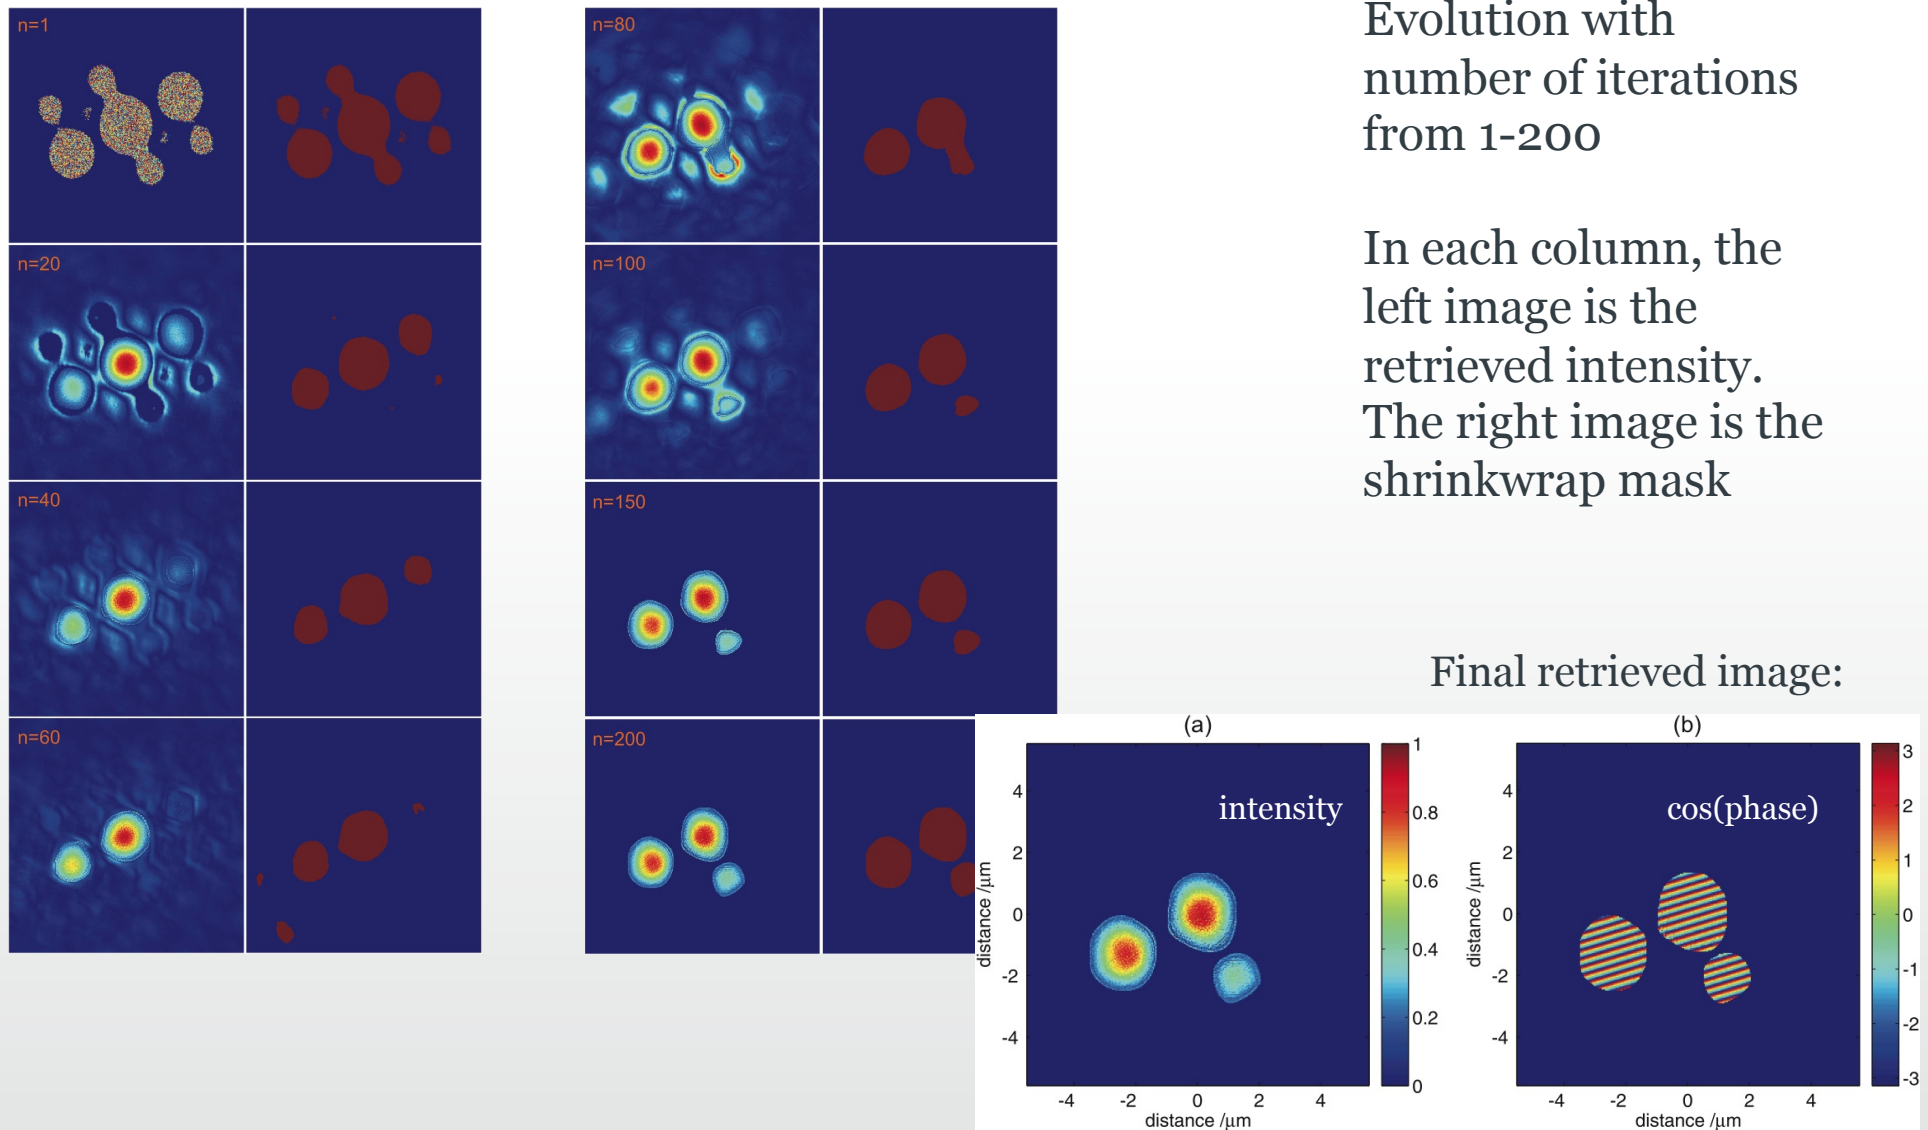 n=1
n=20
n=40
n=60
n=80
n=100
n=150
n=200
Evolution with
number of iterations
from 1-200
In each column, the
left image is the
retrieved intensity.
The right image is the
shrinkwrap mask
Final retrieved image:
(a)
intensity
4
2
0
-2
-4
distance /µm
-4 -2 0 2 4
distance /µm
1
0.8
0.6
0.4
0.2
0
(b)
cos(phase)
4
2
0
-2
-4
distance /µm
-4 -2 0 2 4
distance /µm
3
2
1
0
-1
-2
-3